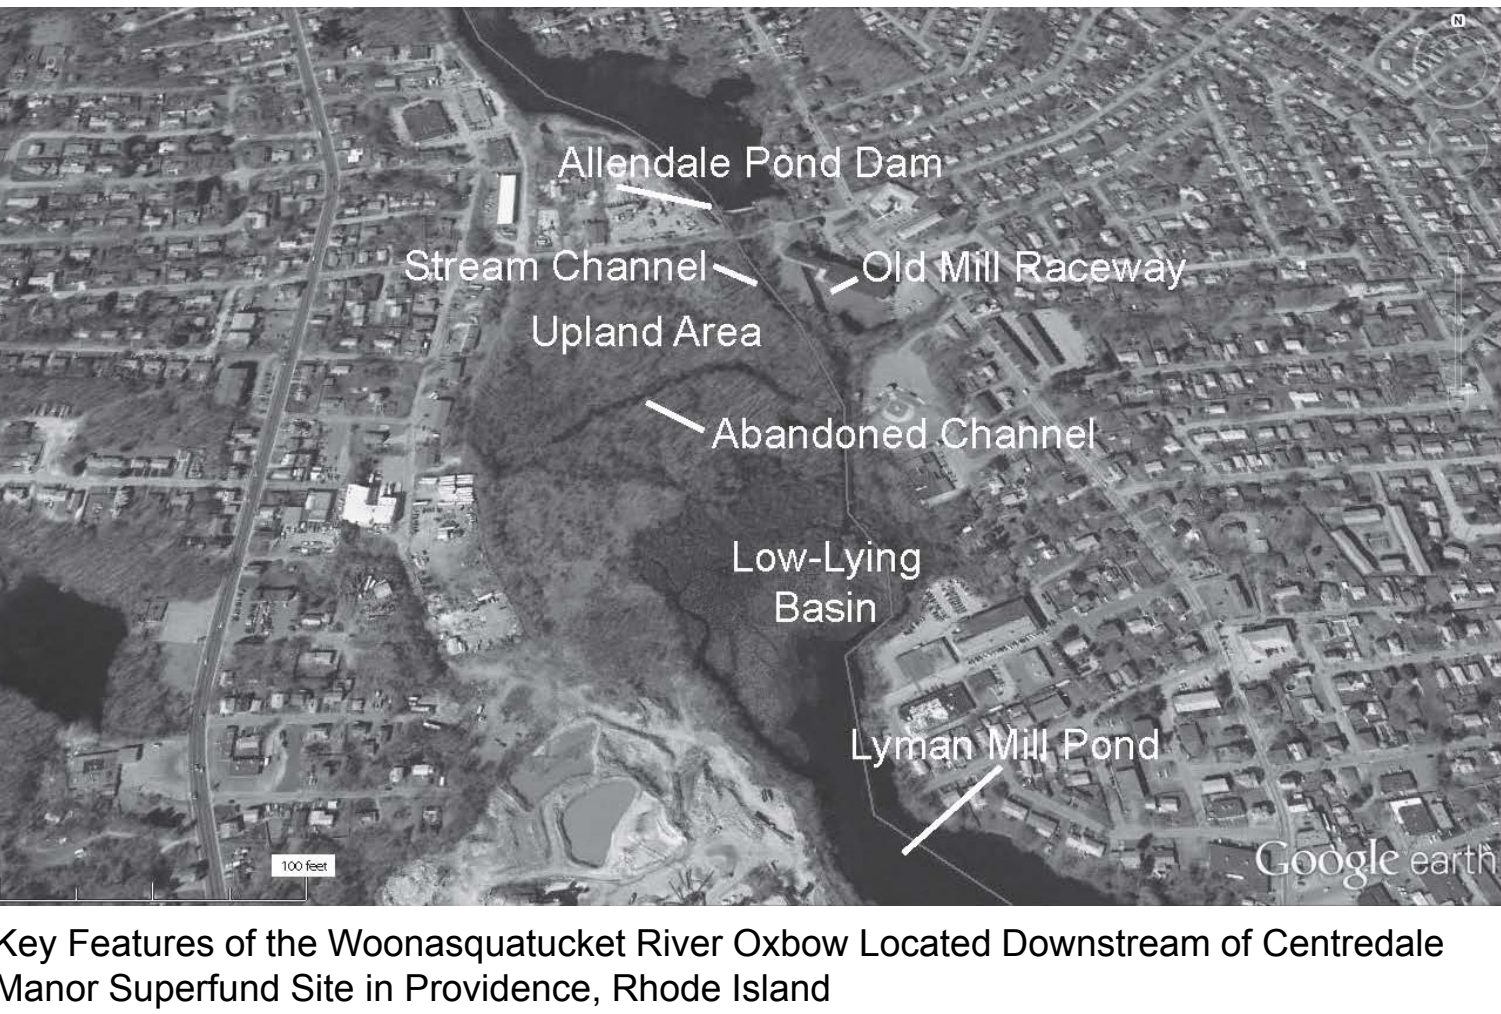 N
Allendale Pond Dam
Stream Channel
Old Mill Raceway
Upland Area
Abandoned Channel
Low-Lying
Basin
Lyman Mill Pond
100 feet
Google earth
Key Features of the Woonasquatucket River Oxbow Located Downstream of Centredale
Manor Superfund Site in Providence, Rhode Island